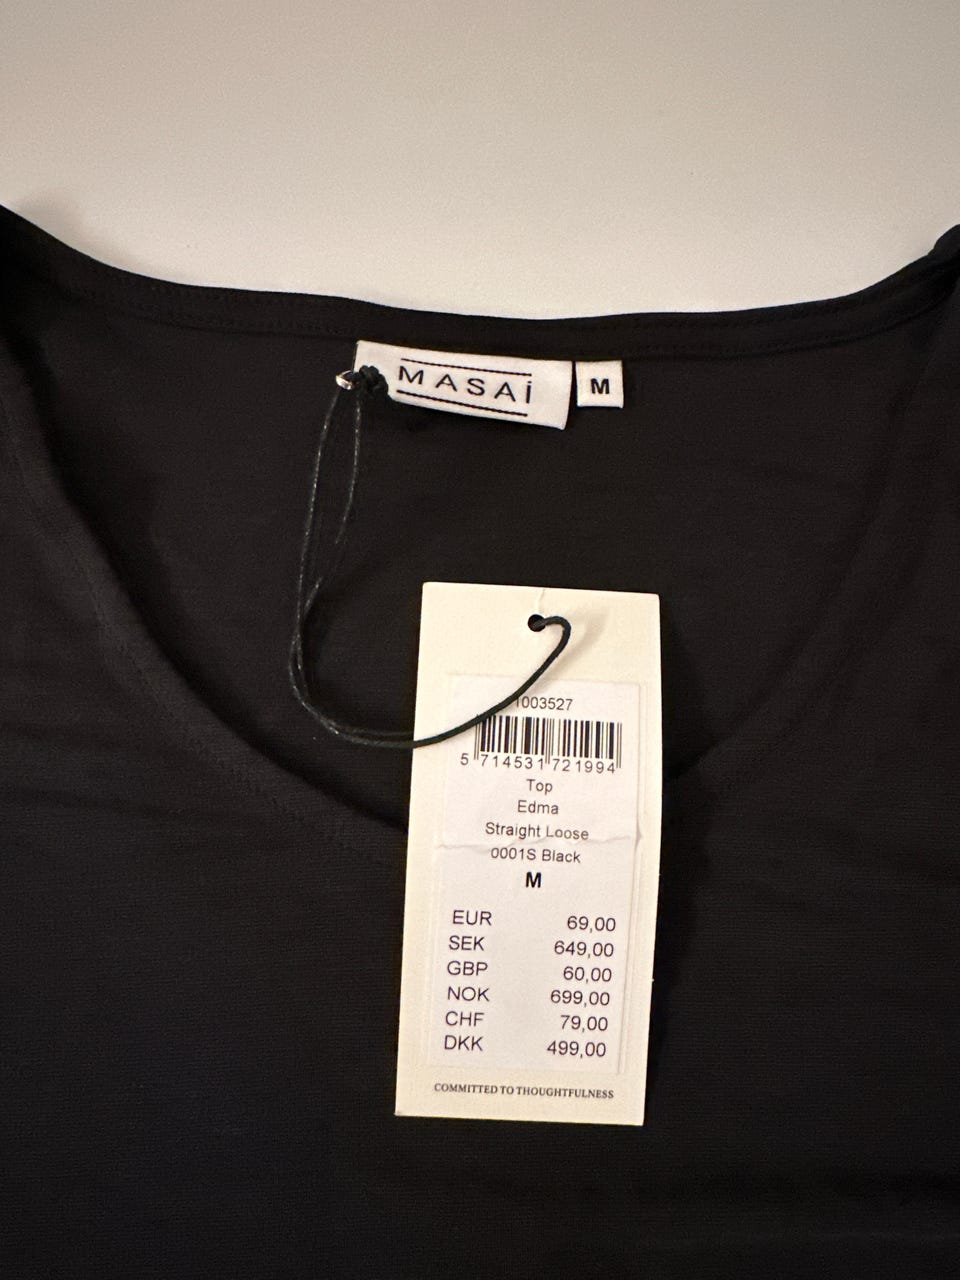 MASAi
M
1003527
5 714531 721994
Top
Edma
Straight Loose
0001S Black
M
EUR 69,00
SEK 649,00
GBP 60,00
NOK 699,00
CHF 79,00
DKK 499,00
COMMITTED TO THOUGHTFULNESS